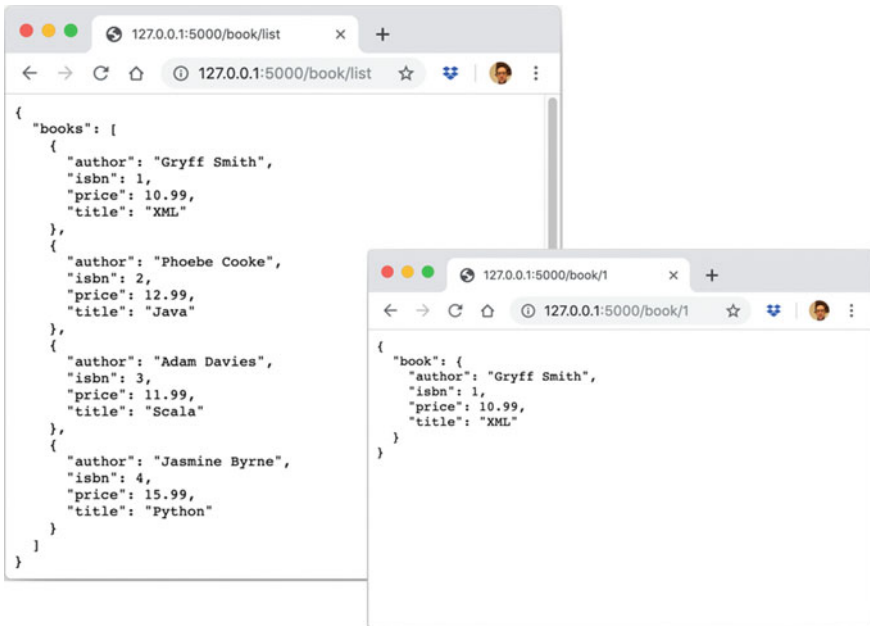 127.0.0.1:5000/book/list
127.0.0.1:5000/book/list
{
  "books": [
    {
      "author": "Gryff Smith",
      "isbn": 1,
      "price": 10.99,
      "title": "XML"
    },
    {
      "author": "Phoebe Cooke",
      "isbn": 2,
      "price": 12.99,
      "title": "Java"
    },
    {
      "author": "Adam Davies",
      "isbn": 3,
      "price": 11.99,
      "title": "Scala"
    },
    {
      "author": "Jasmine Byrne",
      "isbn": 4,
      "price": 15.99,
      "title": "Python"
    }
  ]
}
127.0.0.1:5000/book/1
127.0.0.1:5000/book/1
{
  "book": {
    "author": "Gryff Smith",
    "isbn": 1,
    "price": 10.99,
    "title": "XML"
  }
}